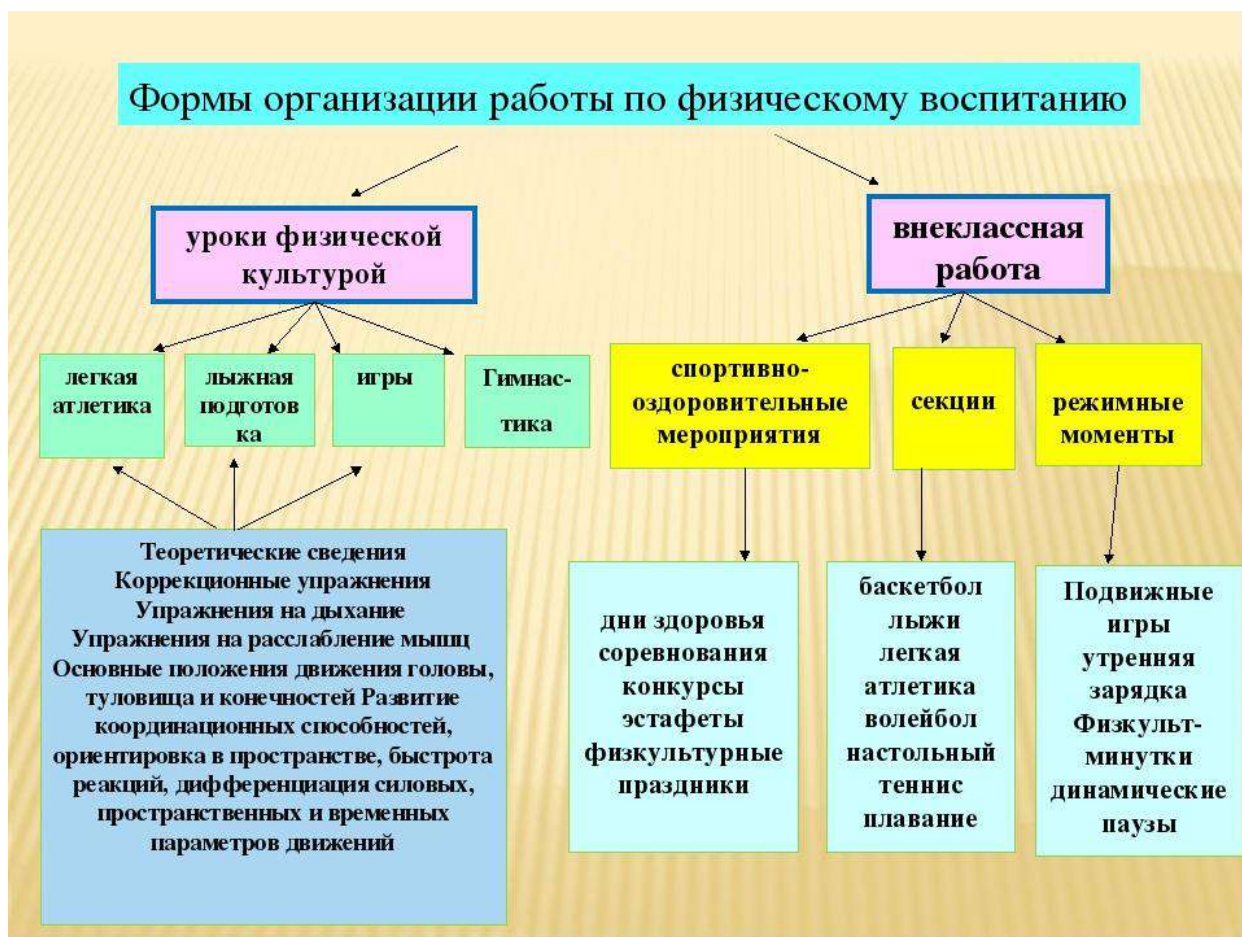 Формы организации работы по физическому воспитанию
уроки физической
культурой
внеклассная
работа
легкая
атлетика
лыжная
подготов
ка
игры
Гимнас-
тика
спортивно-
оздоровительные
мероприятия
секции
режимные
моменты
Теоретические сведения
Коррекционные упражнения
Упражнения на дыхание
Упражнения на расслабление мышц
Основные положения движения головы,
туловища и конечностей Развитие
координационных способностей,
ориентировка в пространстве, быстрота
реакций, дифференциация силовых,
пространственных и временных
параметров движений
дни здоровья
соревнования
конкурсы
эстафеты
физкультурные
праздники
баскетбол
лыжи
легкая
атлетика
волейбол
настольный
теннис
плавание
Подвижные
игры
утренняя
зарядка
Физкульт-
минутки
динамические
паузы